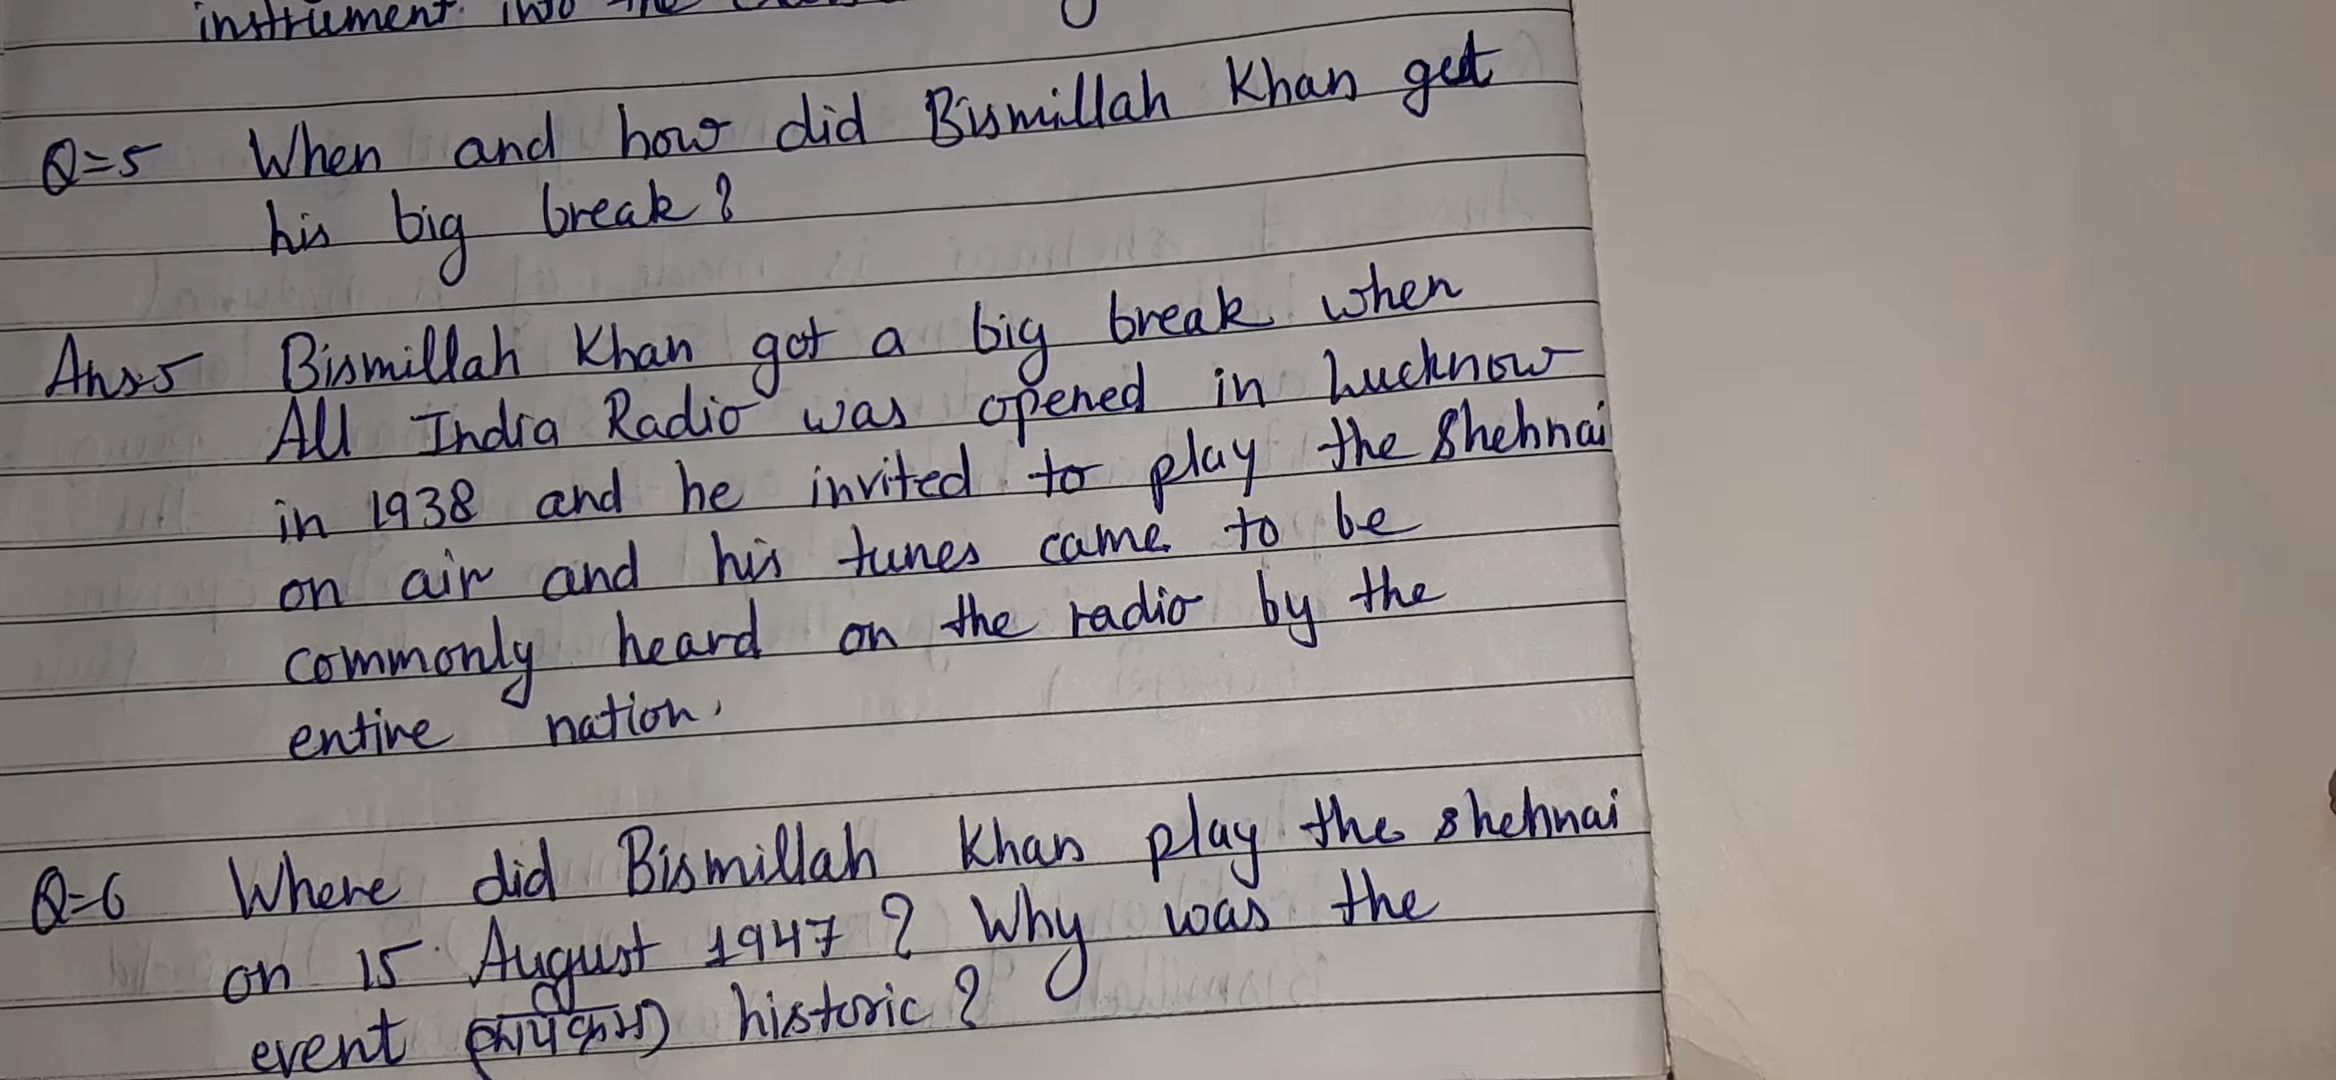 instrument into the
Q=5 When and how did Bismillah Khan get
his big break?
Ans5 Bismillah Khan got a big break when
All India Radio was opened in Lucknow
in 1938 and he invited to play the Shehnai
on air and his tunes came to be
commonly heard on the radio by the
entire nation.
Q=6 Where did Bismillah Khan play the shehnai
on 15 August 1947? Why was the
event (कार्यक्रम) historic?